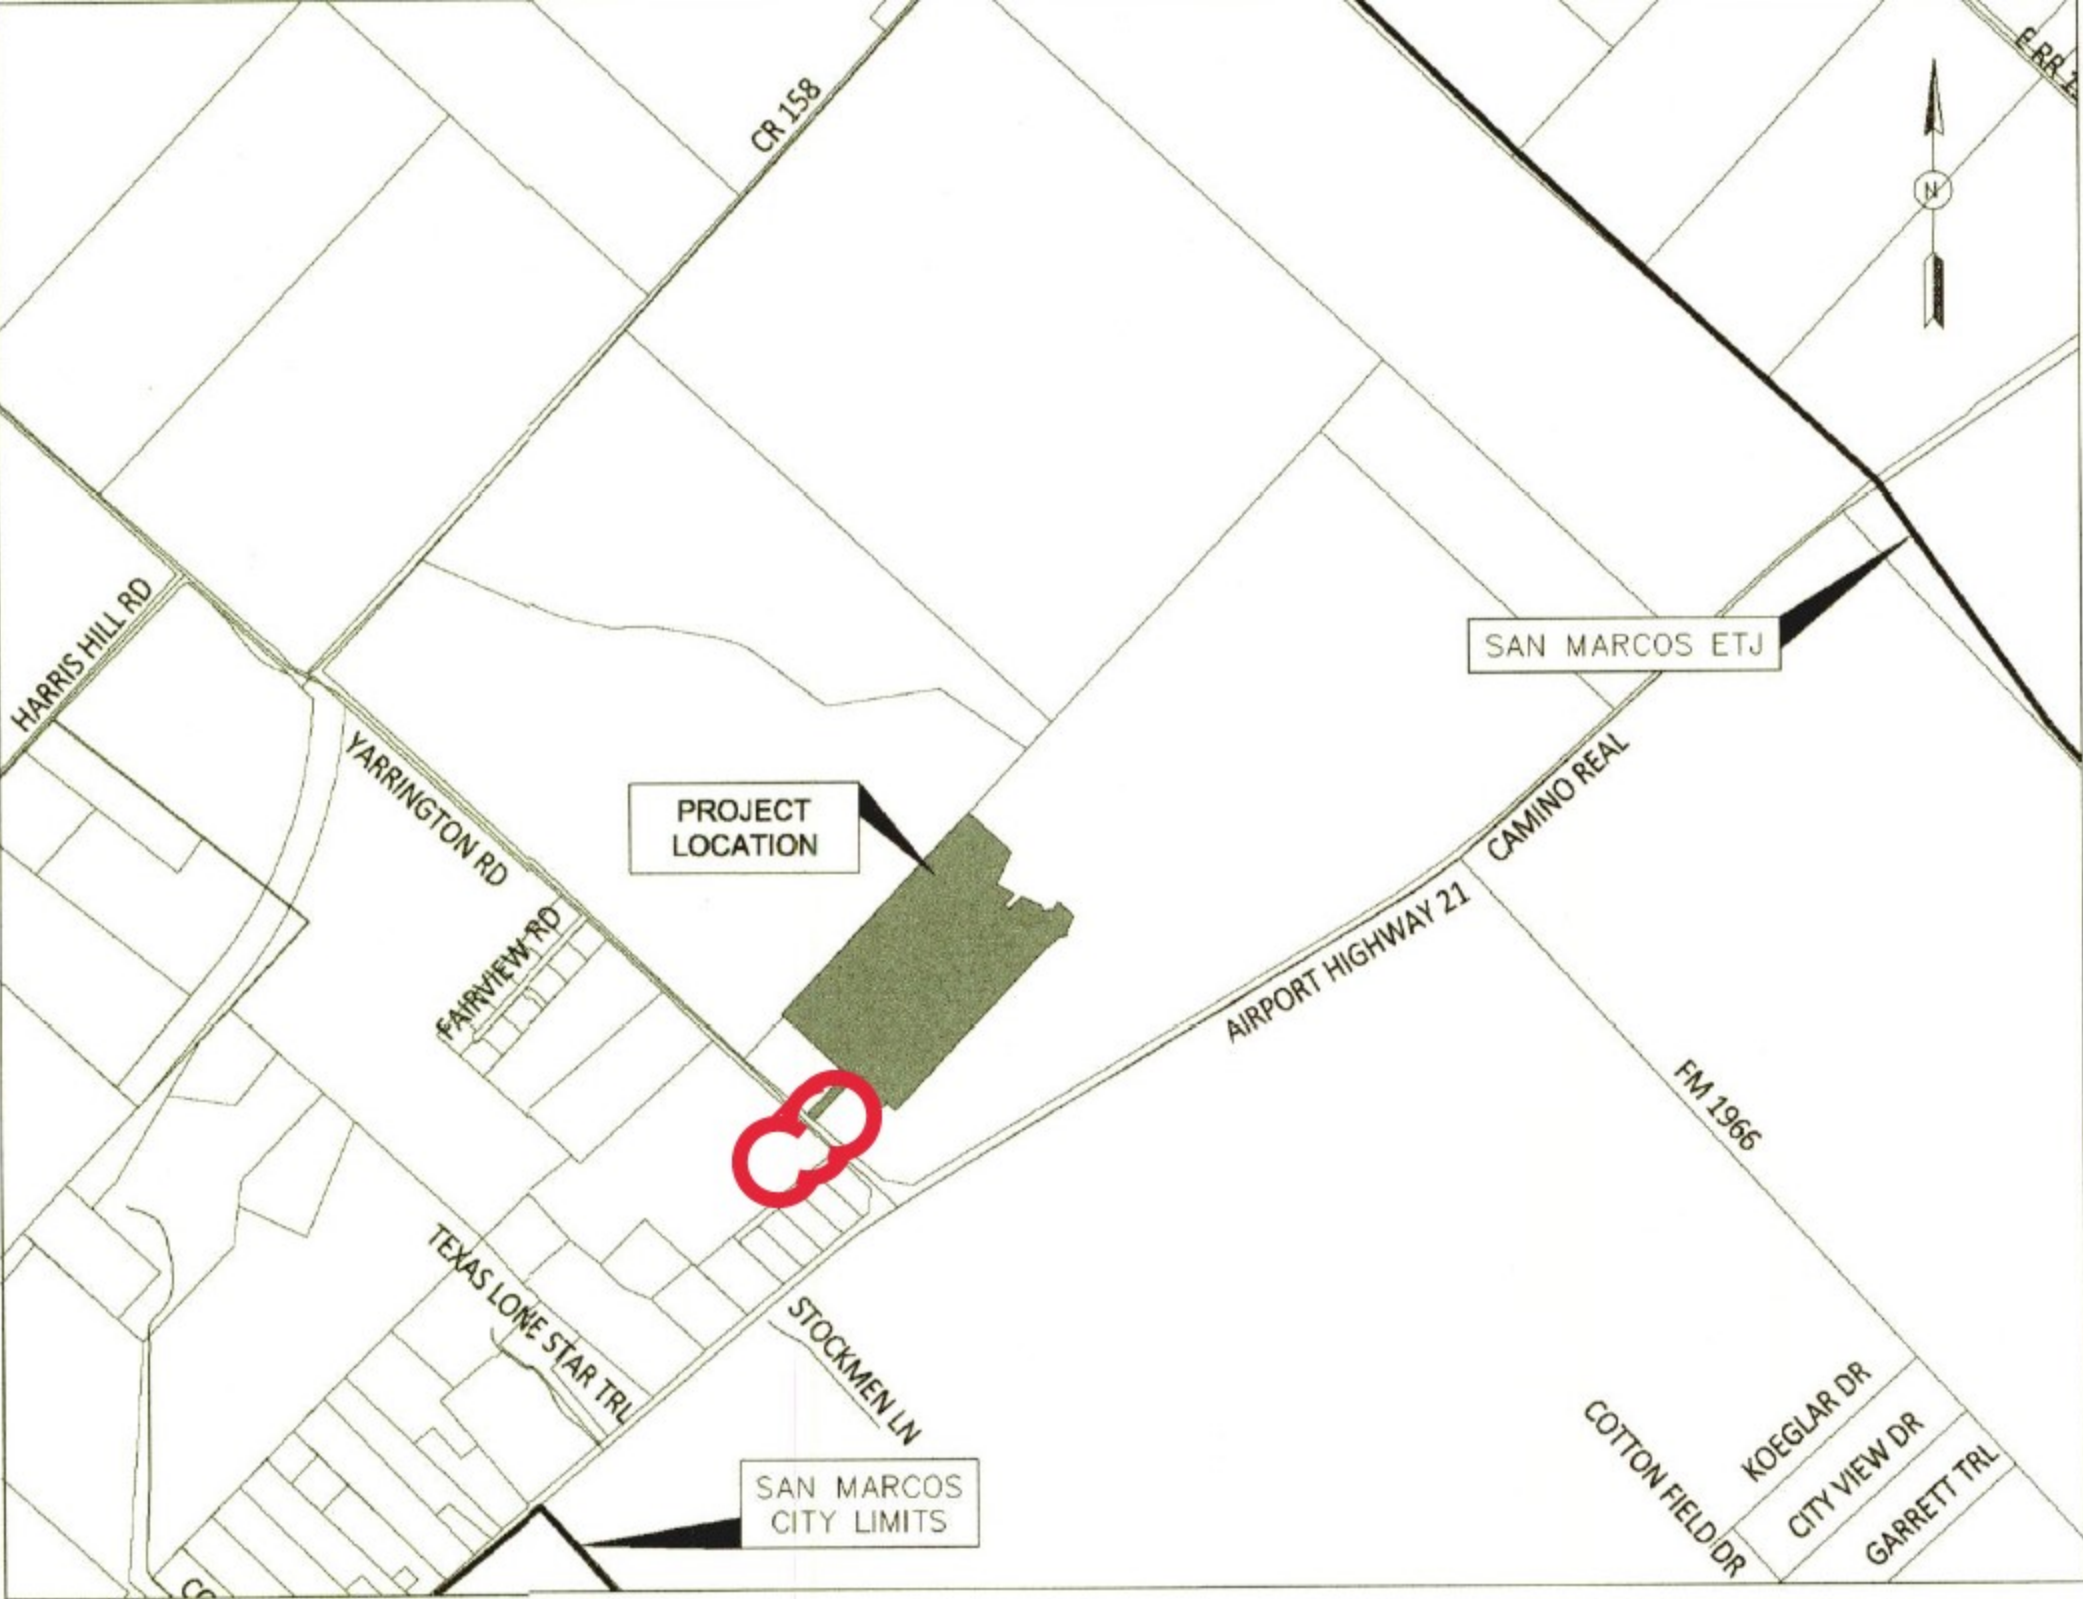 CR 158
E RR
N
HARRIS HILL RD
SAN MARCOS ETJ
YARRINGTON RD
CAMINO REAL
PROJECT
LOCATION
AIRPORT HIGHWAY 21
FAIRVIEW RD
FM 1966
TEXAS LONE STAR TRL
STOCKMEN LN
KOEGLAR DR
COTTON FIELD DR
CITY VIEW DR
GARRETT TRL
SAN MARCOS
CITY LIMITS